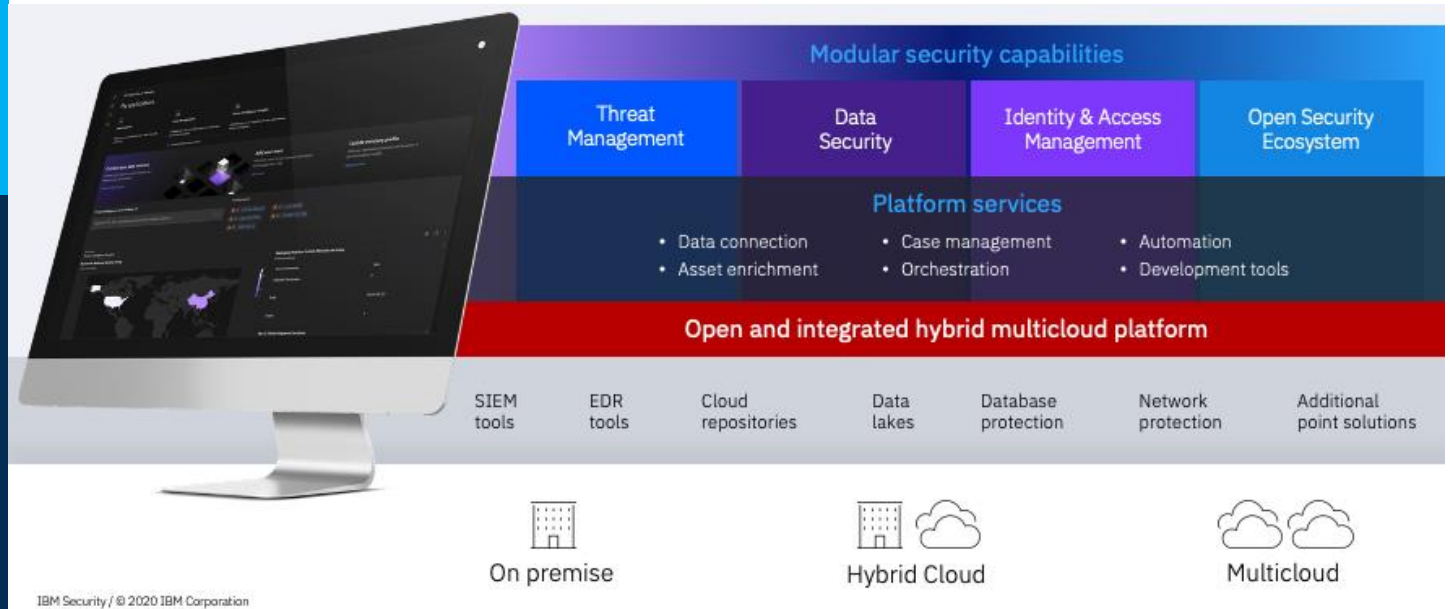 Modular security capabilities
Threat
Management
Data
Security
Identity & Access
Management
Open Security
Ecosystem
Platform services
• Data connection
• Case management
• Automation
• Asset enrichment
• Orchestration
• Development tools
Open and integrated hybrid multicloud platform
SIEM
tools
EDR
tools
Cloud
repositories
Data
lakes
Database
protection
Network
protection
Additional
point solutions
On premise
Hybrid Cloud
Multicloud
IBM Security / © 2020 IBM Corporation